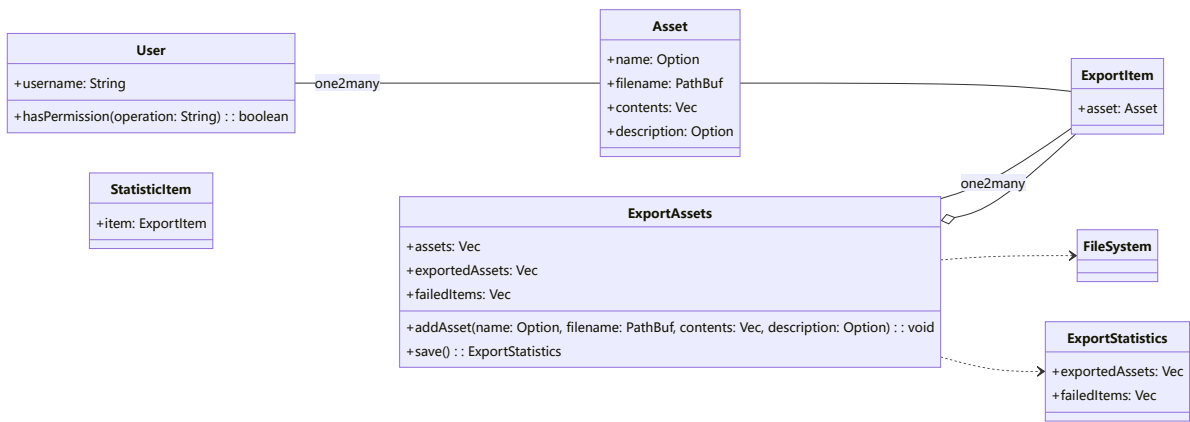 User
+username: String
+hasPermission(operation: String) : : boolean
one2many
Asset
+name: Option
+filename: PathBuf
+contents: Vec
+description: Option
ExportItem
+asset: Asset
StatisticItem
+item: ExportItem
one2many
ExportAssets
+assets: Vec
+exportedAssets: Vec
+failedItems: Vec
+addAsset(name: Option, filename: PathBuf, contents: Vec, description: Option) : : void
+save() : : ExportStatistics
FileSystem
ExportStatistics
+exportedAssets: Vec
+failedItems: Vec